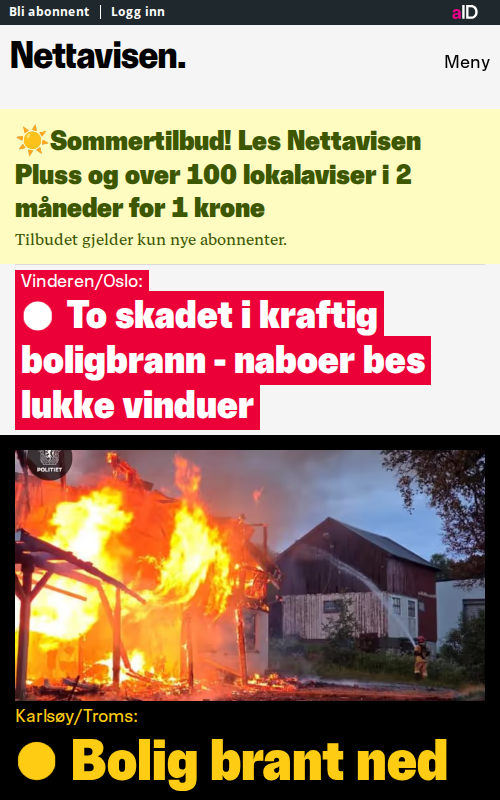 Bli abonnent
Logg inn
aID
Nettavisen.
Meny
Sommertilbud! Les Nettavisen
Pluss og over 100 lokalaviser i 2
måneder for 1 krone
Tilbudet gjelder kun nye abonnenter.
Vinderen/Oslo:
To skadet i kraftig
boligbrann - naboer bes
lukke vinduer
POLITIET
Karlsøy/Troms:
Bolig brant ned